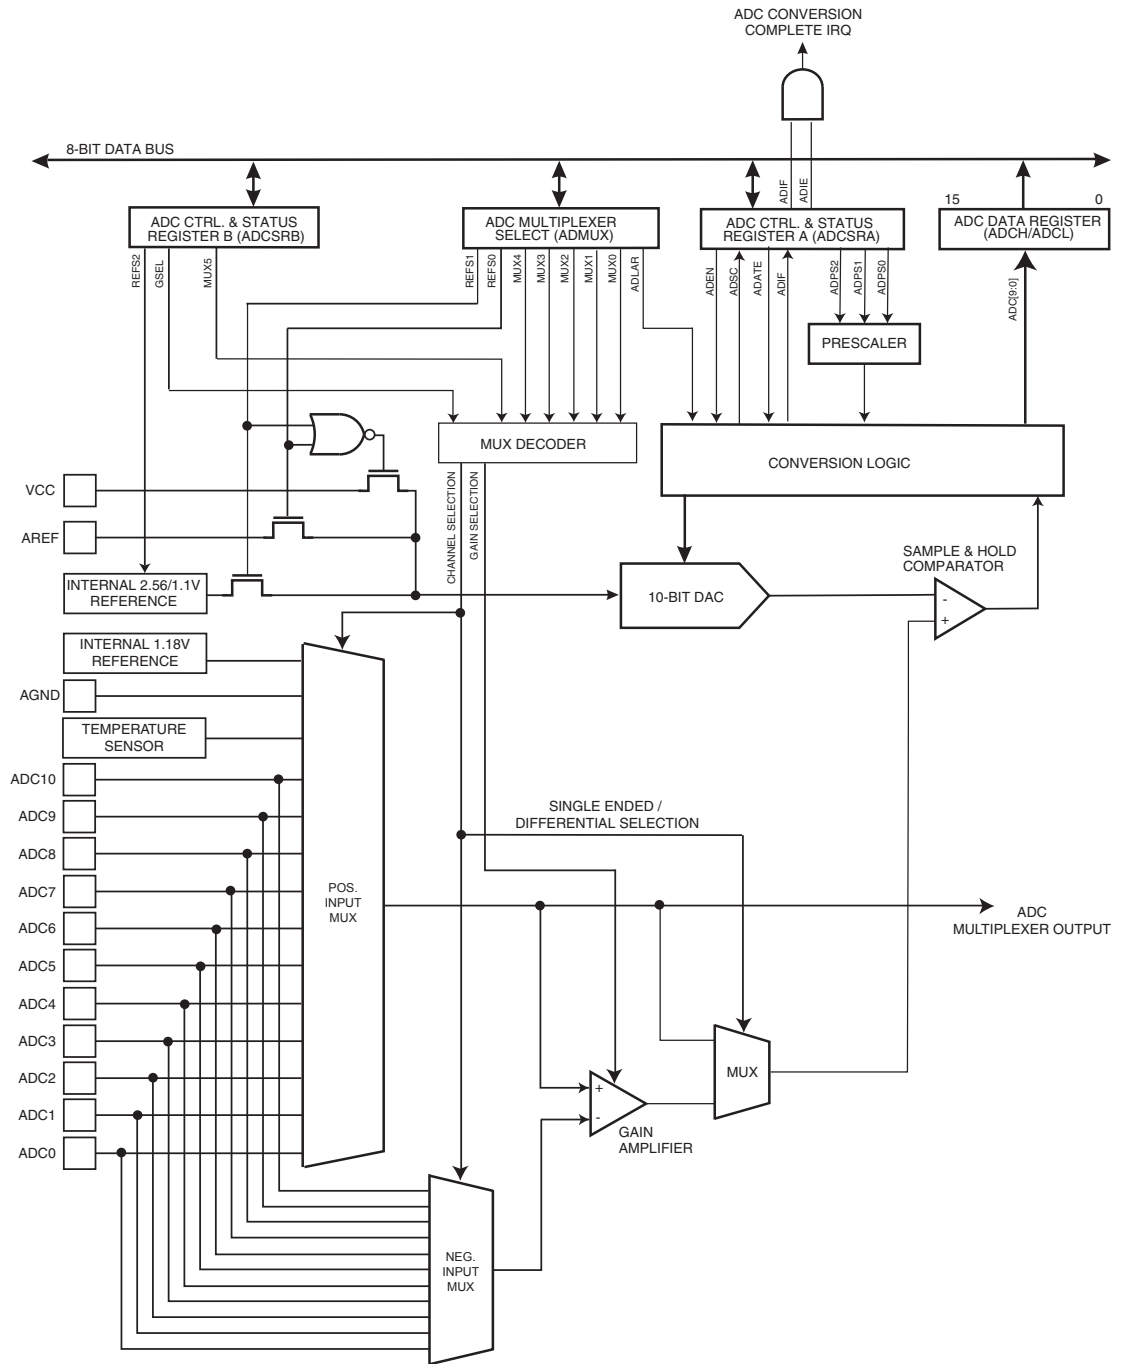 ADC CONVERSION
COMPLETE IRQ
8-BIT DATA BUS
ADIF
ADIE
15
0
ADC CTRL. & STATUS
REGISTER B (ADCSRB)
ADC MULTIPLEXER
SELECT (ADMUX)
ADC CTRL. & STATUS
REGISTER A (ADCSRA)
ADC DATA REGISTER
(ADCH/ADCL)
REFS2
GSEL
MUX5
REFS1
REFS0
MUX4
MUX3
MUX2
MUX1
MUX0
ADLAR
ADEN
ADSC
ADATE
ADIF
ADPS2
ADPS1
ADPS0
ADC[9:0]
PRESCALER
MUX DECODER
CONVERSION LOGIC
VCC
AREF
CHANNEL SELECTION
GAIN SELECTION
INTERNAL 2.56/1.1V
REFERENCE
10-BIT DAC
SAMPLE & HOLD
COMPARATOR
-
+
INTERNAL 1.18V
REFERENCE
AGND
TEMPERATURE
SENSOR
ADC10
ADC9
ADC8
ADC7
ADC6
ADC5
ADC4
ADC3
ADC2
ADC1
ADC0
POS.
INPUT
MUX
SINGLE ENDED /
DIFFERENTIAL SELECTION
ADC
MULTIPLEXER OUTPUT
MUX
+
-
GAIN
AMPLIFIER
NEG.
INPUT
MUX